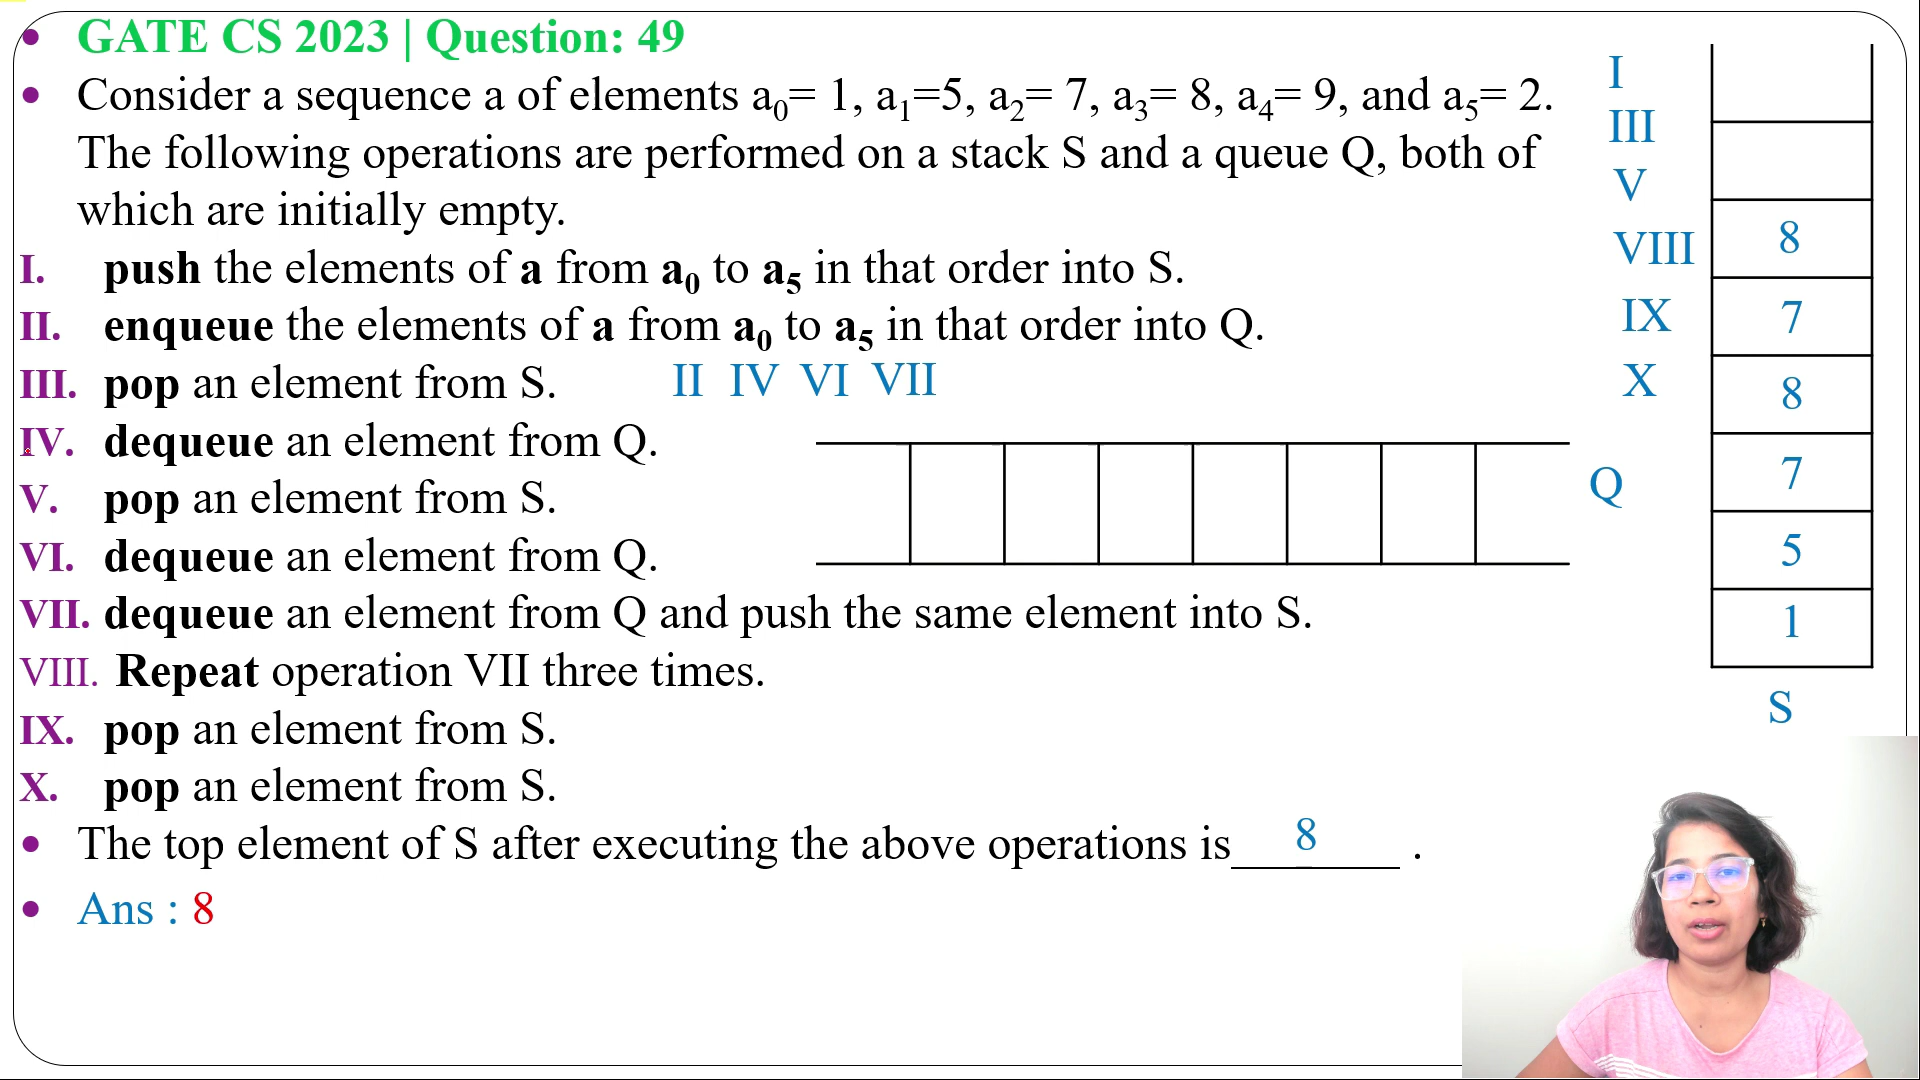 • GATE CS 2023 | Question: 49
• Consider a sequence a of elements a₀= 1, a₁=5, a₂= 7, a₃= 8, a₄= 9, and a₅= 2.
The following operations are performed on a stack S and a queue Q, both of
which are initially empty.
I. push the elements of a from a₀ to a₅ in that order into S.
II. enqueue the elements of a from a₀ to a₅ in that order into Q.
III. pop an element from S.
IV. dequeue an element from Q.
V. pop an element from S.
VI. dequeue an element from Q.
VII. dequeue an element from Q and push the same element into S.
VIII. Repeat operation VII three times.
IX. pop an element from S.
X. pop an element from S.
• The top element of S after executing the above operations is 8 .
• Ans : 8
II IV VI VII
Q
I
III
V
VIII
IX
X
8
7
8
7
5
1
S